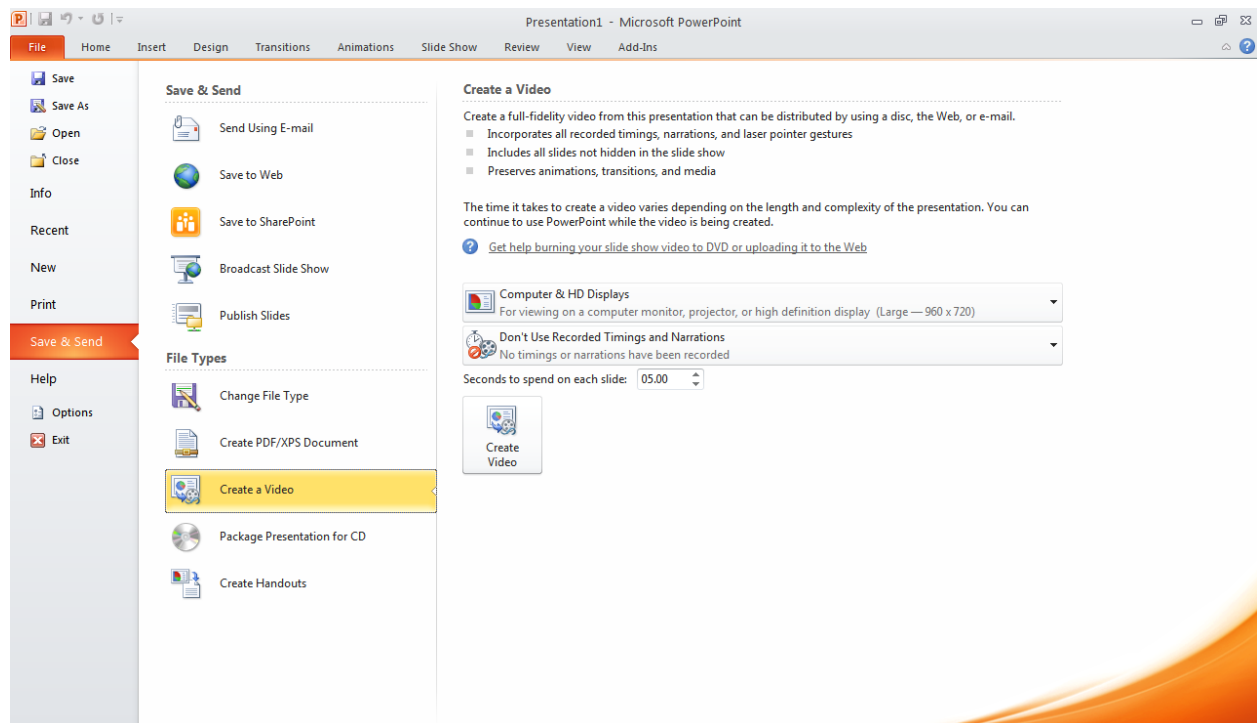 Presentation1 - Microsoft PowerPoint
File Home Insert Design Transitions Animations Slide Show Review View Add-Ins
Save
Save As
Open
Close
Info
Recent
New
Print
Save & Send
Help
Options
Exit
Save & Send
Send Using E-mail
Save to Web
Save to SharePoint
Broadcast Slide Show
Publish Slides
File Types
Change File Type
Create PDF/XPS Document
Create a Video
Package Presentation for CD
Create Handouts
Create a Video
Create a full-fidelity video from this presentation that can be distributed by using a disc, the Web, or e-mail.
Incorporates all recorded timings, narrations, and laser pointer gestures
Includes all slides not hidden in the slide show
Preserves animations, transitions, and media
The time it takes to create a video varies depending on the length and complexity of the presentation. You can
continue to use PowerPoint while the video is being created.
Get help burning your slide show video to DVD or uploading it to the Web
Computer & HD Displays
For viewing on a computer monitor, projector, or high definition display (Large — 960 x 720)
Don't Use Recorded Timings and Narrations
No timings or narrations have been recorded
Seconds to spend on each slide: 05.00
Create
Video